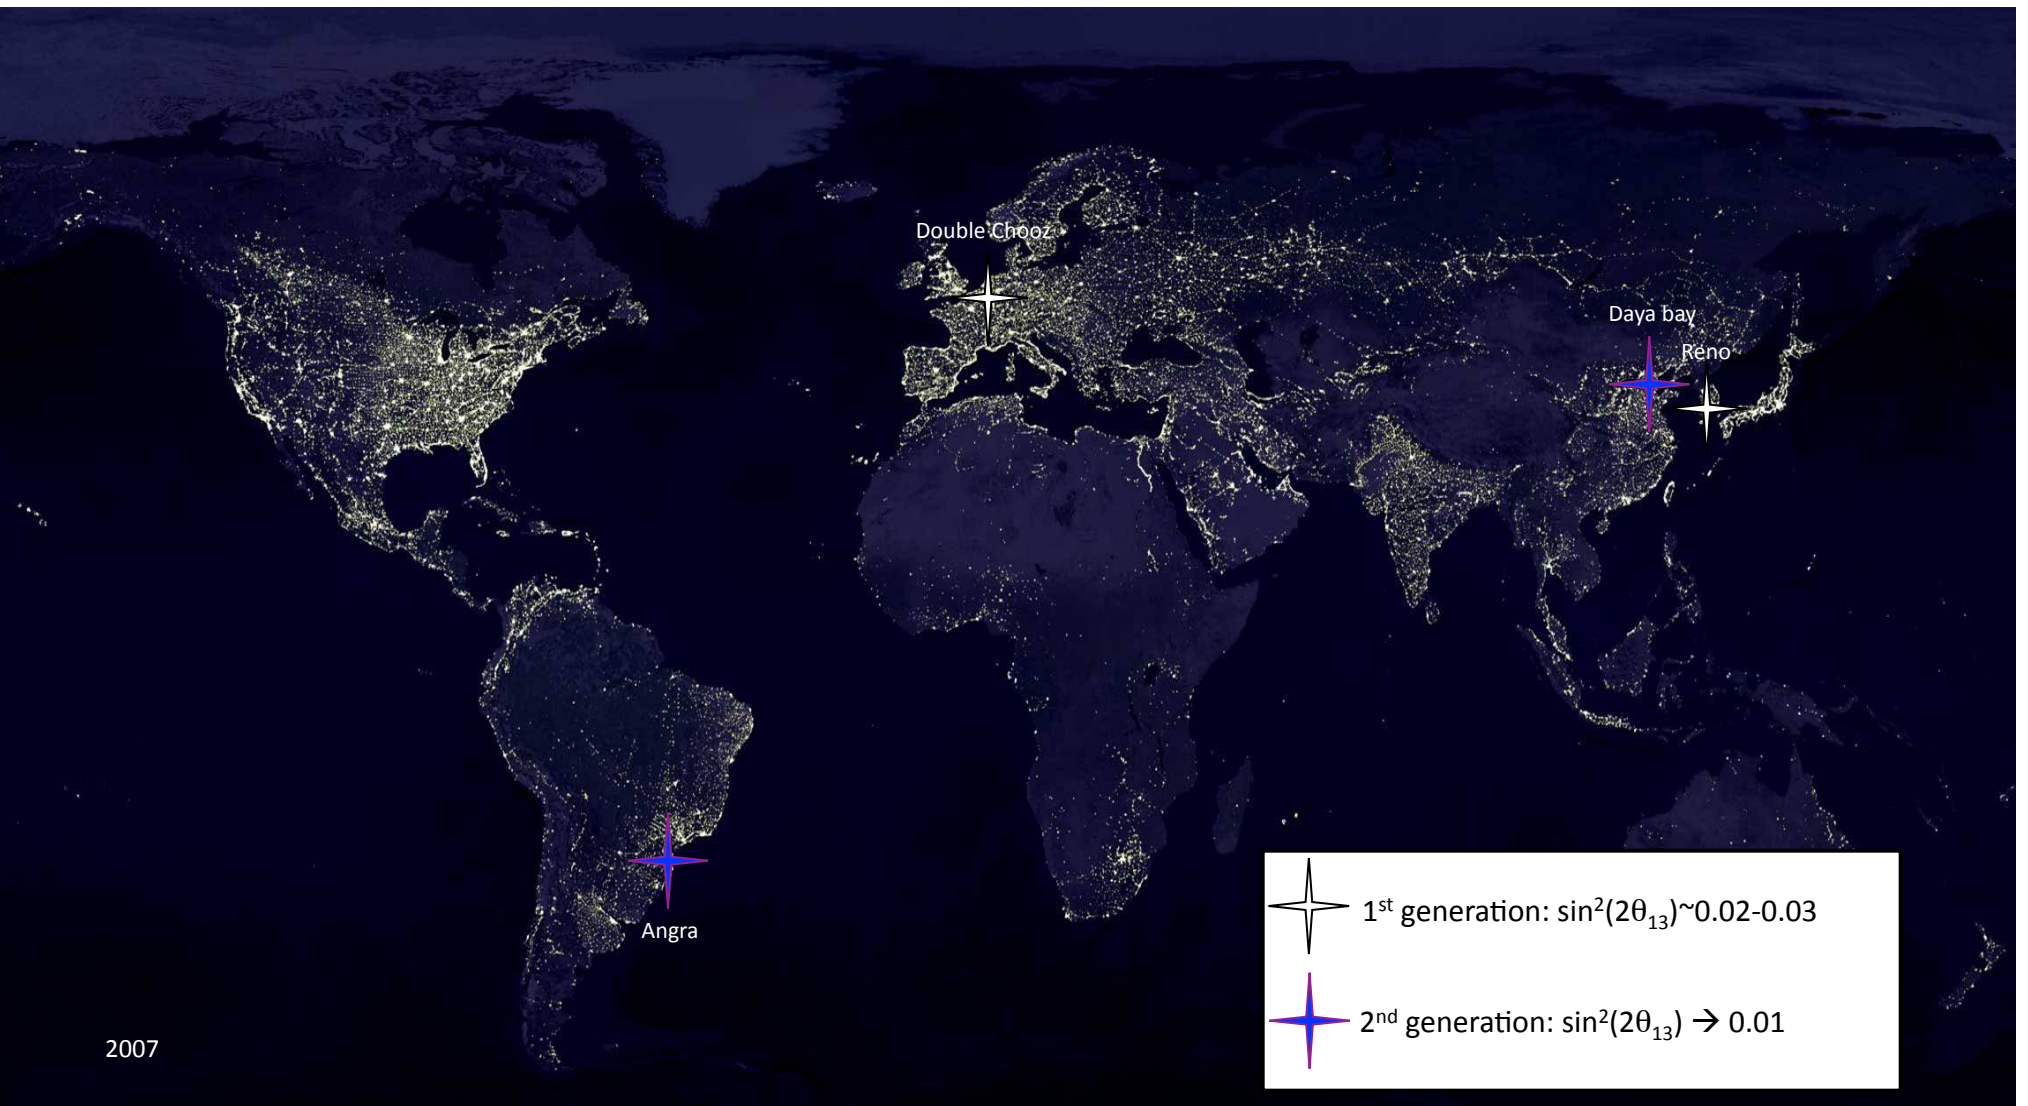 Double Chooz
Daya bay
Reno
Angra
1st generation: sin2(2θ13)~0.02-0.03
2nd generation: sin2(2θ13) → 0.01
2007